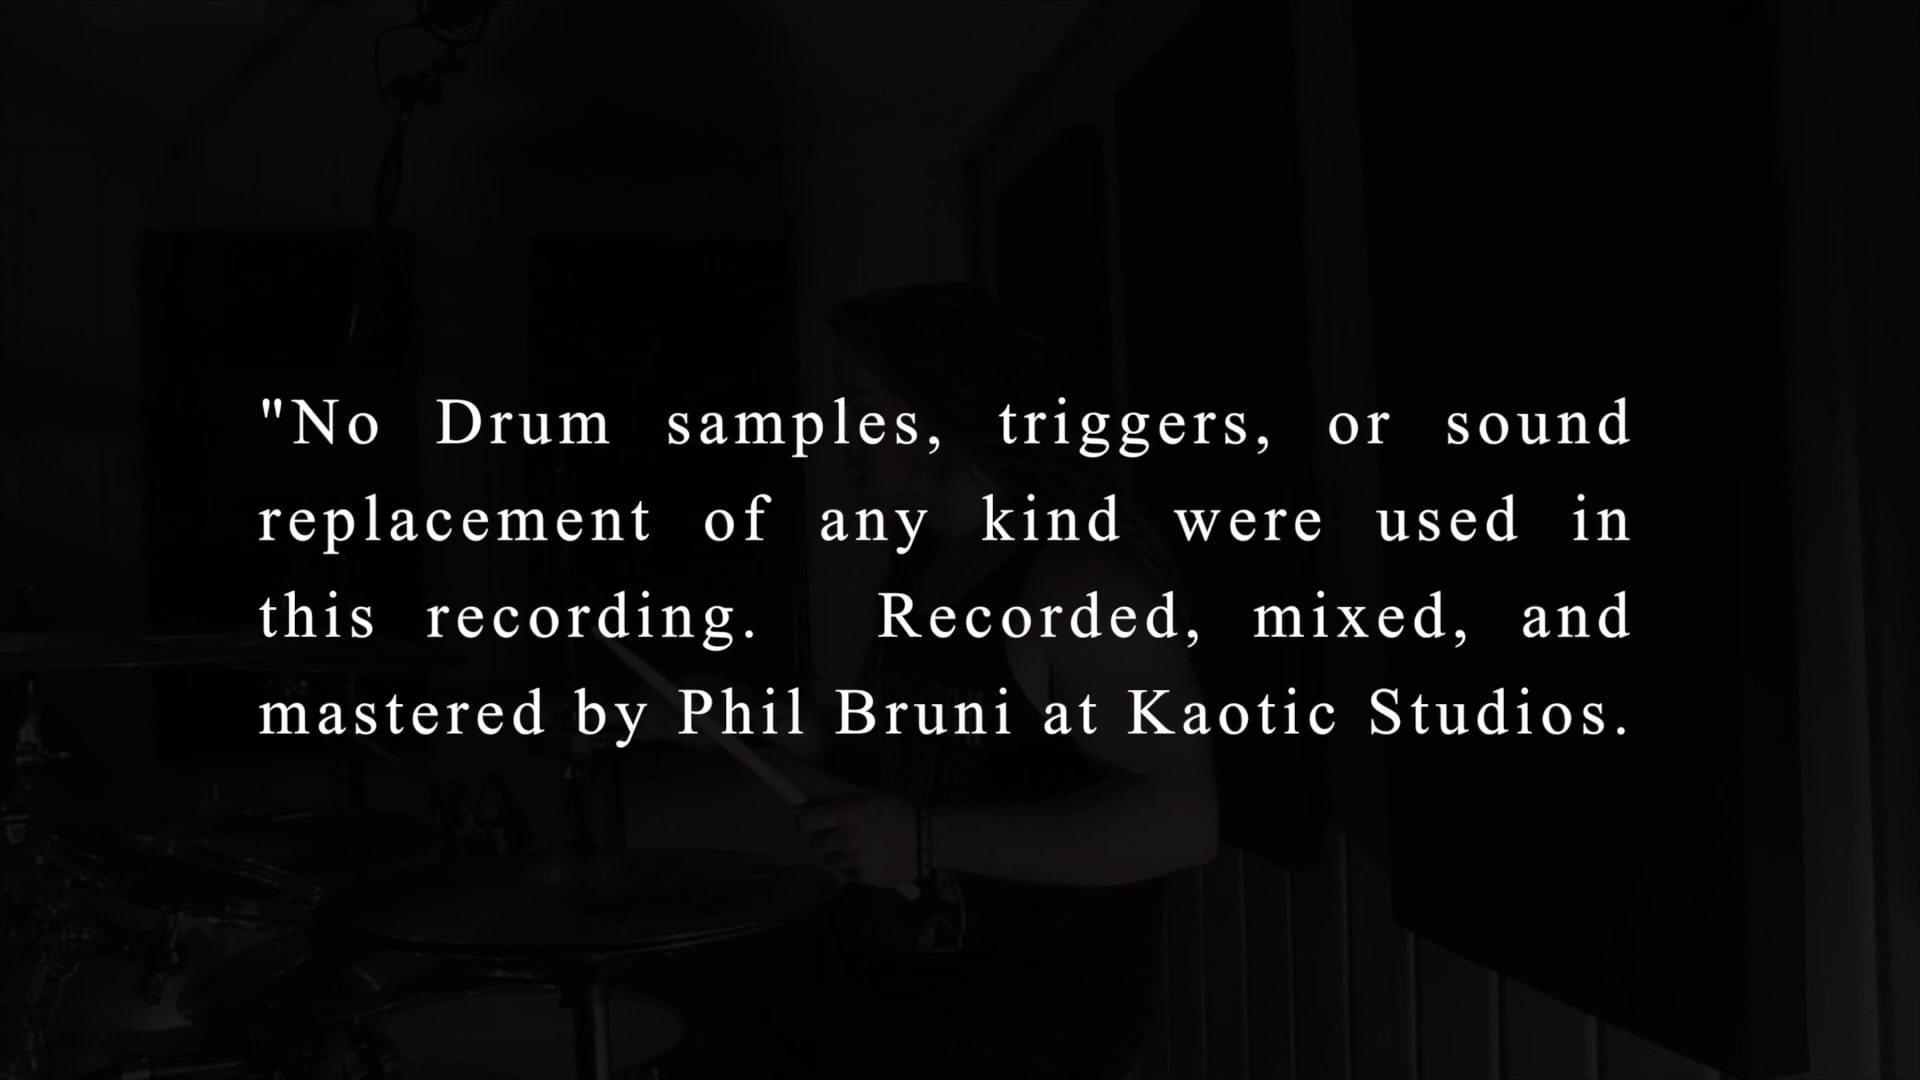 "No Drum samples, triggers, or sound
replacement of any kind were used in
this recording. Recorded, mixed, and
mastered by Phil Bruni at Kaotic Studios.